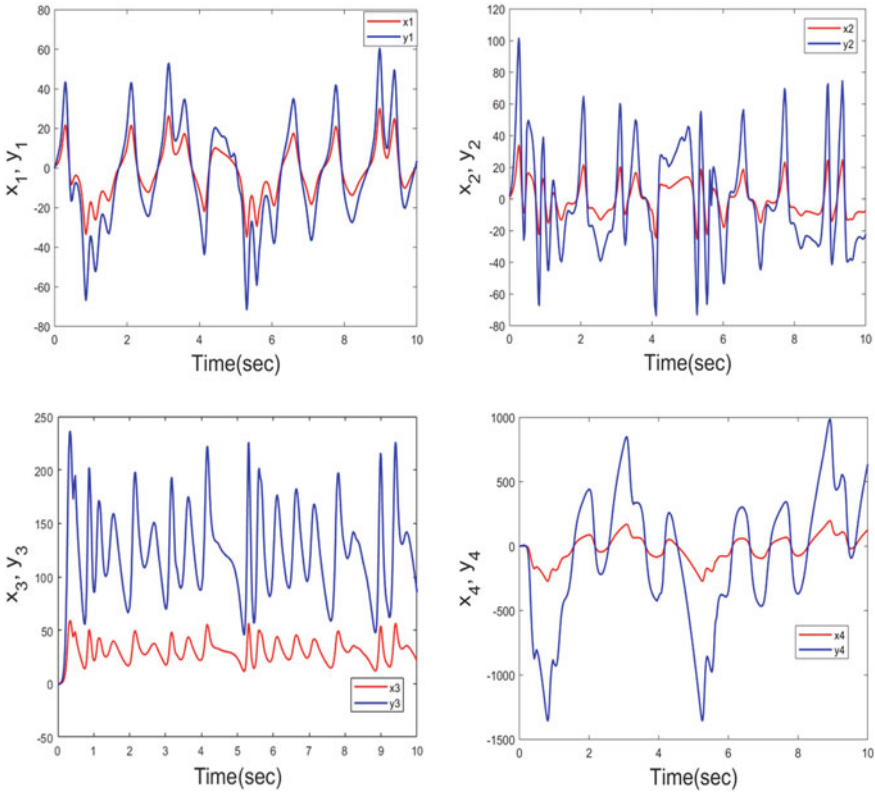 80
60
40
20
0
-20
-40
-60
-80
x1
y1
x₁, y₁
0 2 4 6 8 10
Time(sec)
120
100
80
60
40
20
0
-20
-40
-60
-80
x2
y2
x₂, y₂
0 2 4 6 8 10
Time(sec)
250
200
150
100
50
0
-50
x3
y3
x₃, y₃
0 1 2 3 4 5 6 7 8 9 10
Time(sec)
1000
500
0
-500
-1000
-1500
x4
y4
x₄, y₄
0 2 4 6 8 10
Time(sec)